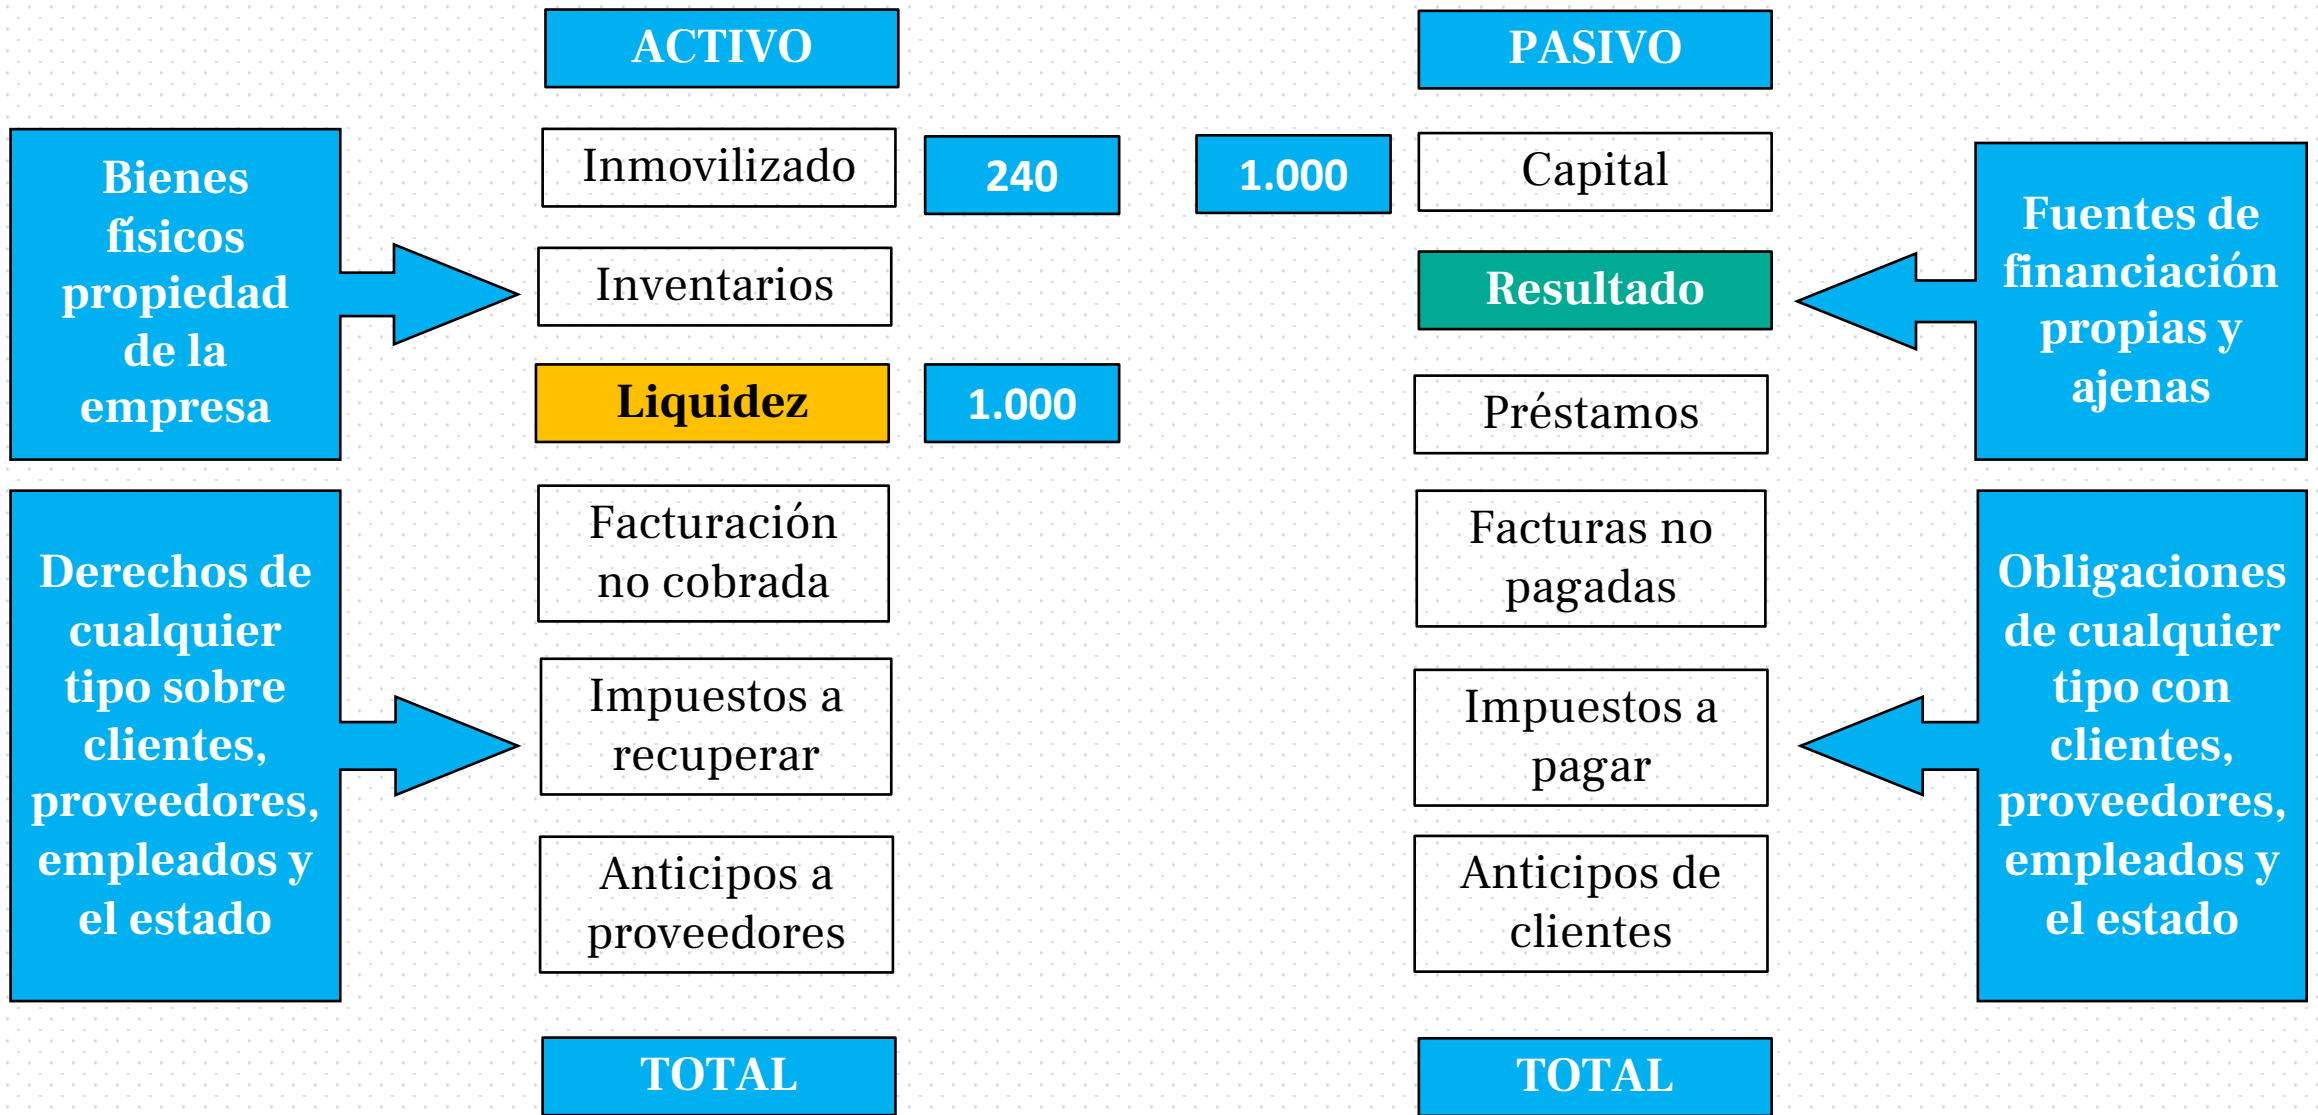 ACTIVO
PASIVO
Bienes
físicos
propiedad
de la
empresa
Inmovilizado
240
1.000
Capital
Fuentes de
financiación
propias y
ajenas
Inventarios
Resultado
Liquidez
1.000
Préstamos
Derechos de
cualquier
tipo sobre
clientes,
proveedores,
empleados y
el estado
Facturación
no cobrada
Facturas no
pagadas
Obligaciones
de cualquier
tipo con
clientes,
proveedores,
empleados y
el estado
Impuestos a
recuperar
Impuestos a
pagar
Anticipos a
proveedores
Anticipos de
clientes
TOTAL
TOTAL